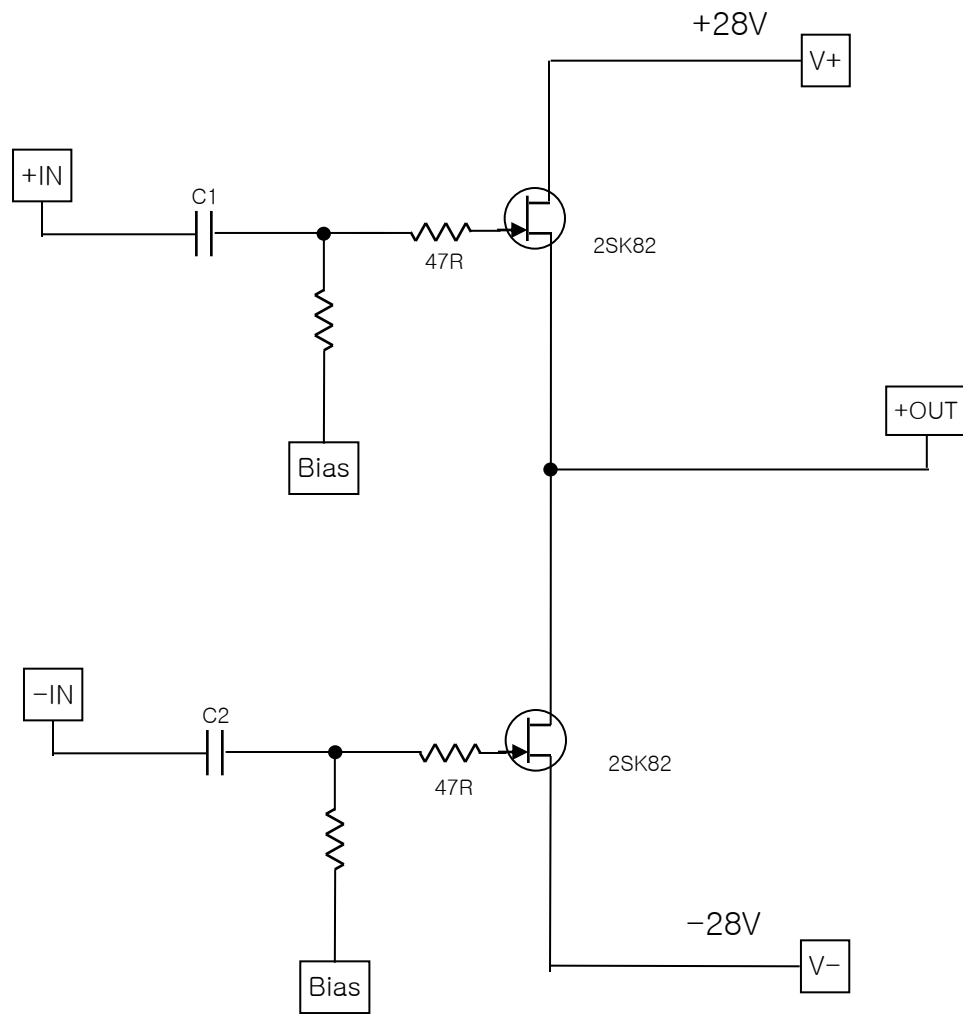 +28V
V+
+IN
C1
47R
2SK82
+OUT
Bias
-IN
C2
47R
2SK82
-28V
V-
Bias